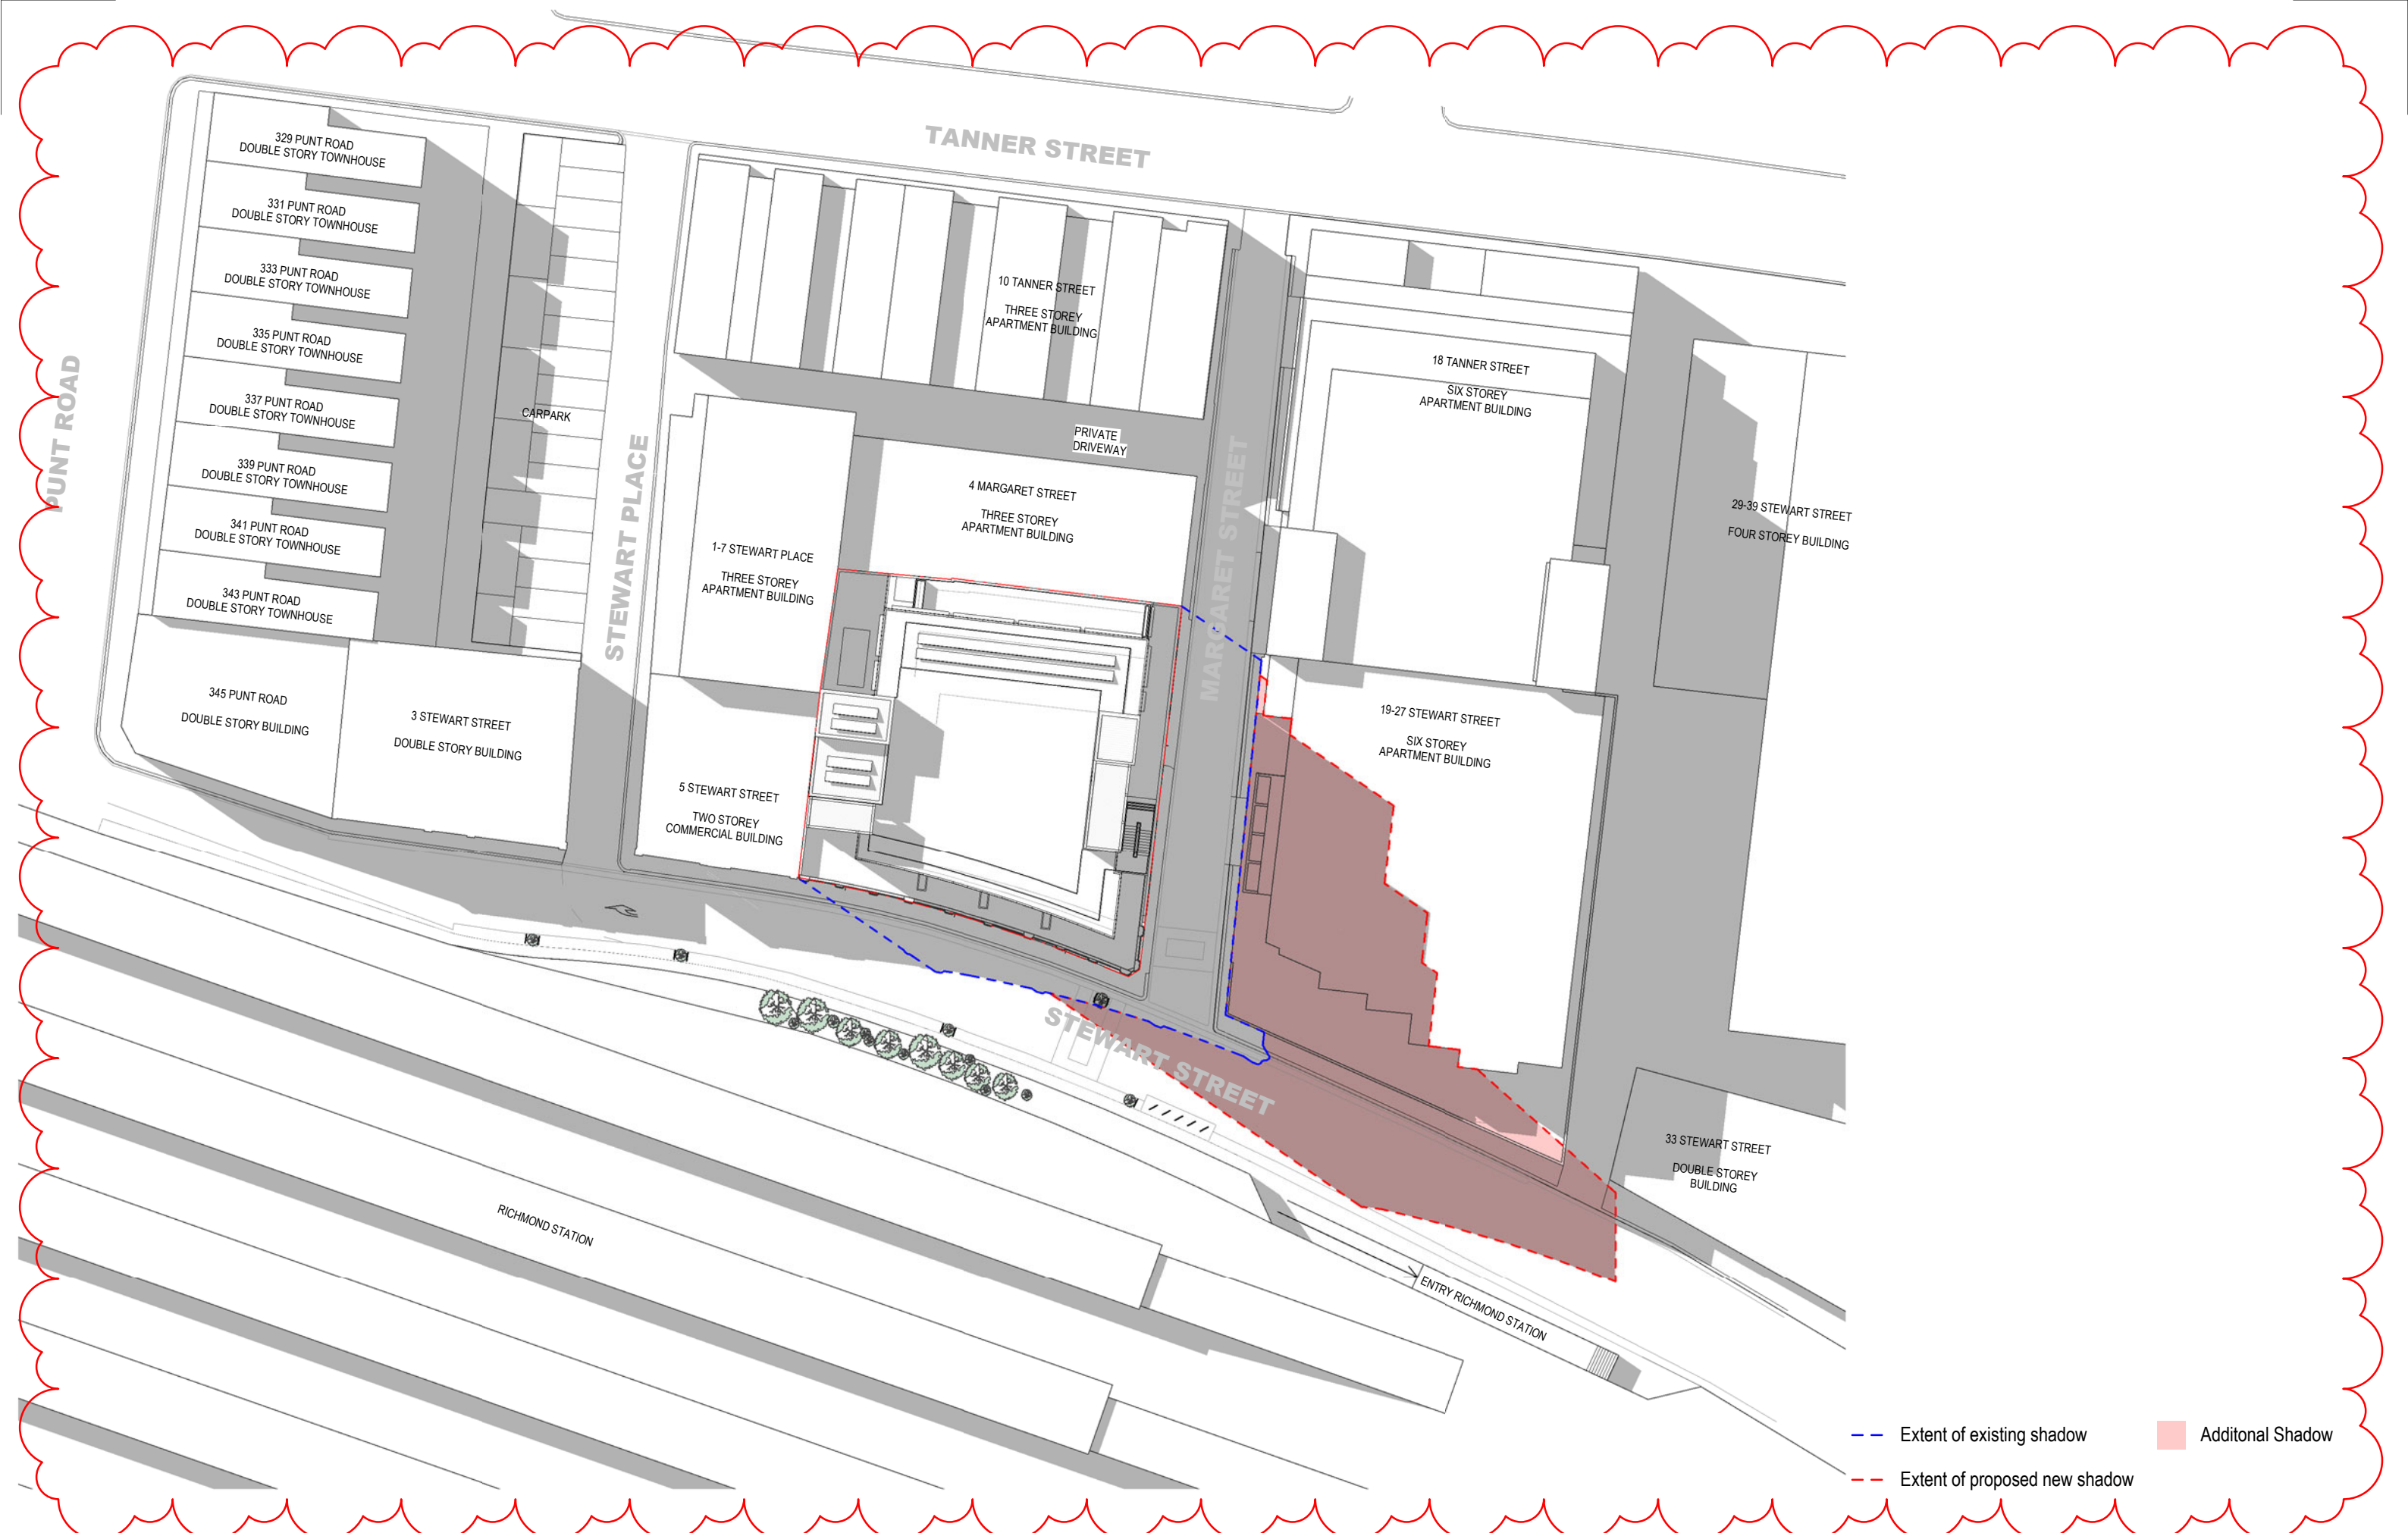 TANNER STREET
329 PUNT ROAD
DOUBLE STORY TOWNHOUSE
331 PUNT ROAD
DOUBLE STORY TOWNHOUSE
333 PUNT ROAD
DOUBLE STORY TOWNHOUSE
335 PUNT ROAD
DOUBLE STORY TOWNHOUSE
337 PUNT ROAD
DOUBLE STORY TOWNHOUSE
339 PUNT ROAD
DOUBLE STORY TOWNHOUSE
341 PUNT ROAD
DOUBLE STORY TOWNHOUSE
343 PUNT ROAD
DOUBLE STORY TOWNHOUSE
345 PUNT ROAD
DOUBLE STORY BUILDING
3 STEWART STREET
DOUBLE STORY BUILDING
PUNT ROAD
CARPARK
STEWART PLACE
10 TANNER STREET
THREE STOREY
APARTMENT BUILDING
PRIVATE
DRIVEWAY
4 MARGARET STREET
THREE STOREY
APARTMENT BUILDING
1-7 STEWART PLACE
THREE STOREY
APARTMENT BUILDING
5 STEWART STREET
TWO STOREY
COMMERCIAL BUILDING
MARGARET STREET
18 TANNER STREET
SIX STOREY
APARTMENT BUILDING
29-39 STEWART STREET
FOUR STOREY BUILDING
19-27 STEWART STREET
SIX STOREY
APARTMENT BUILDING
STEWART STREET
33 STEWART STREET
DOUBLE STOREY
BUILDING
RICHMOND STATION
ENTRY RICHMOND STATION
Extent of existing shadow
Additonal Shadow
Extent of proposed new shadow